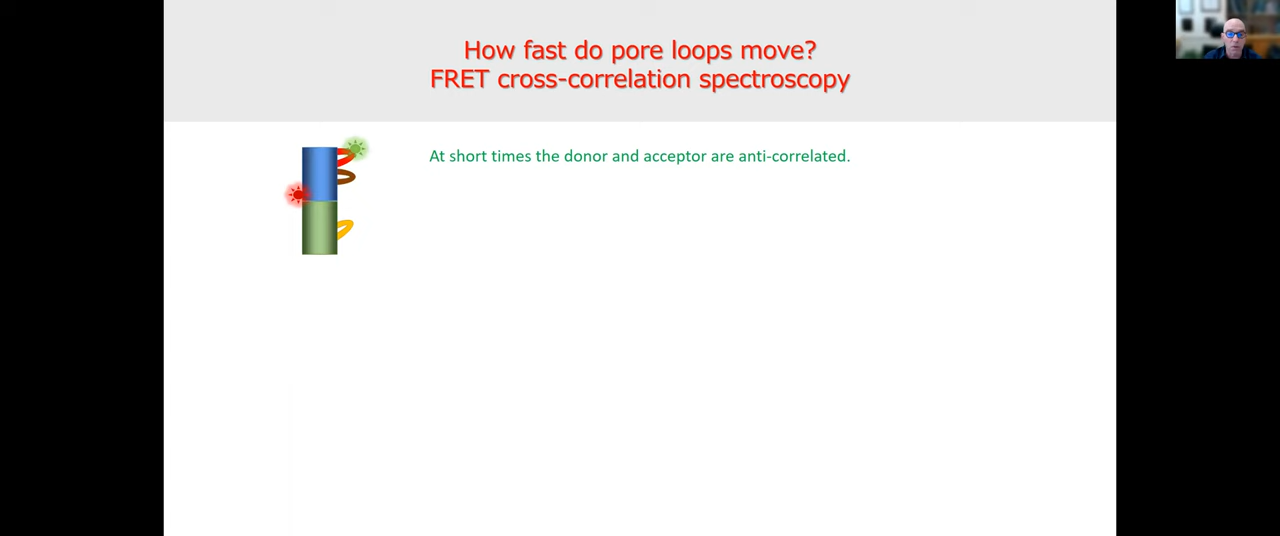 How fast do pore loops move?
FRET cross-correlation spectroscopy
At short times the donor and acceptor are anti-correlated.